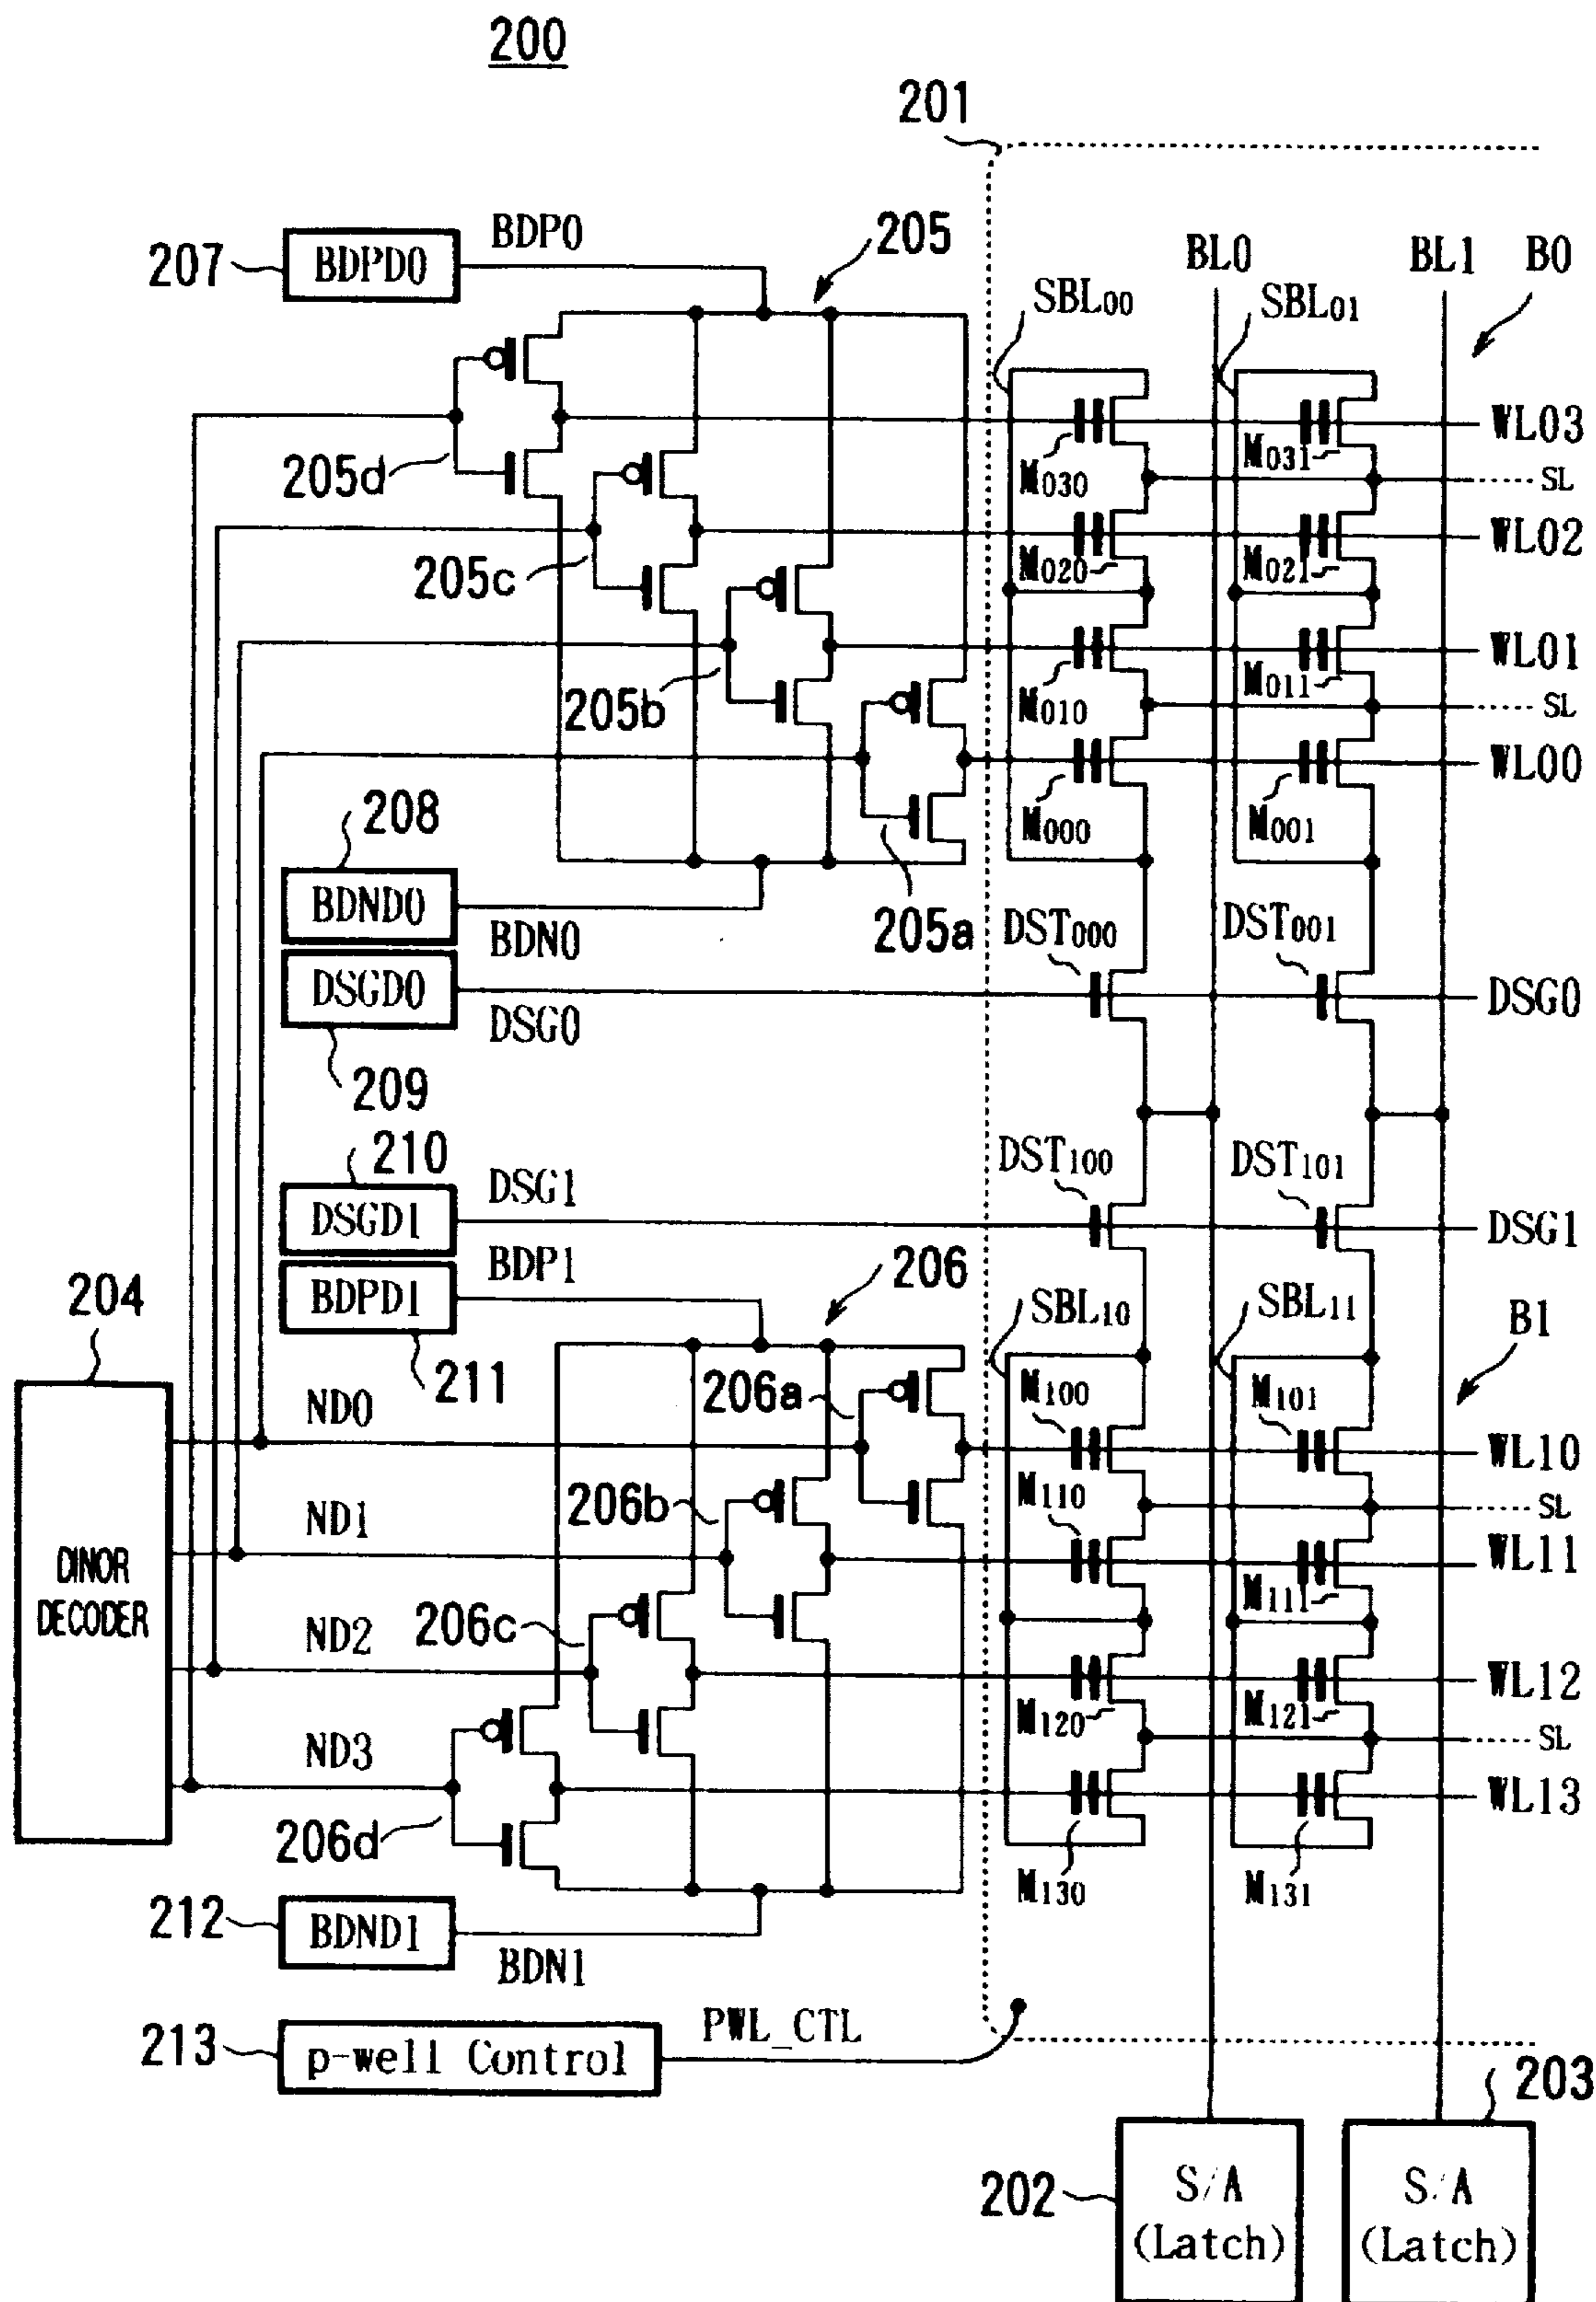 200
201
BDP0
205
207
BDPD0
BL0
BL1
B0
SBL00
SBL01
WL03
205d
M030
M031
SL
WL02
205c
M020
M021
WL01
205b
M010
M011
SL
WL00
208
M000
M001
BDND0
BDN0
205a
DST000
DST001
DSGD0
DSG0
DSG0
209
210
DSG1
DST100
DST101
DSGD1
DSG1
BDP1
206
204
BDPD1
SBL10
SBL11
B1
211
206a
M100
M101
ND0
WL10
206b
M110
SL
ND1
WL11
DINOR
DECODER
206c
M111
ND2
WL12
M120
M121
SL
ND3
WL13
206d
M130
M131
212
BDND1
BDN1
PWL_CTL
213
p-well Control
203
202
S/A
(Latch)
S/A
(Latch)